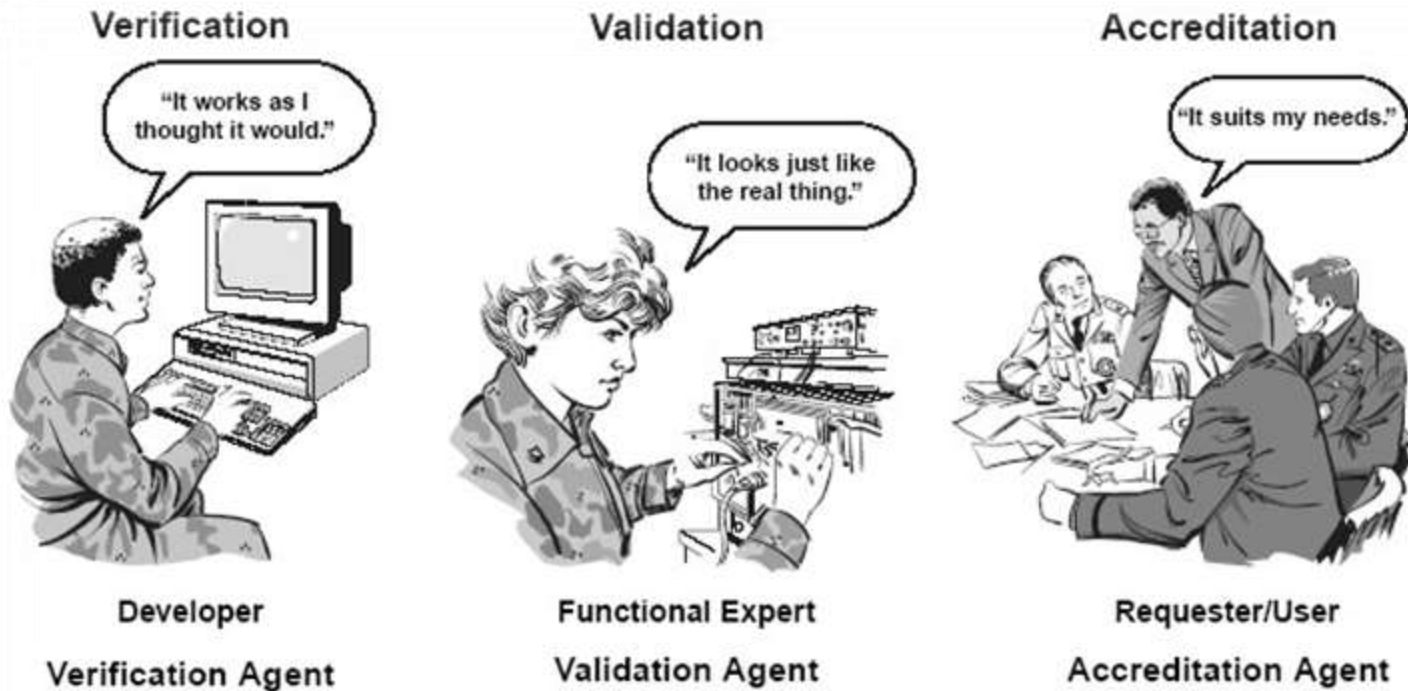 Verification
Validation
Accreditation
“It works as I
thought it would.”
“It looks just like
the real thing.”
“It suits my needs.”
Developer
Functional Expert
Requester/User
Verification Agent
Validation Agent
Accreditation Agent